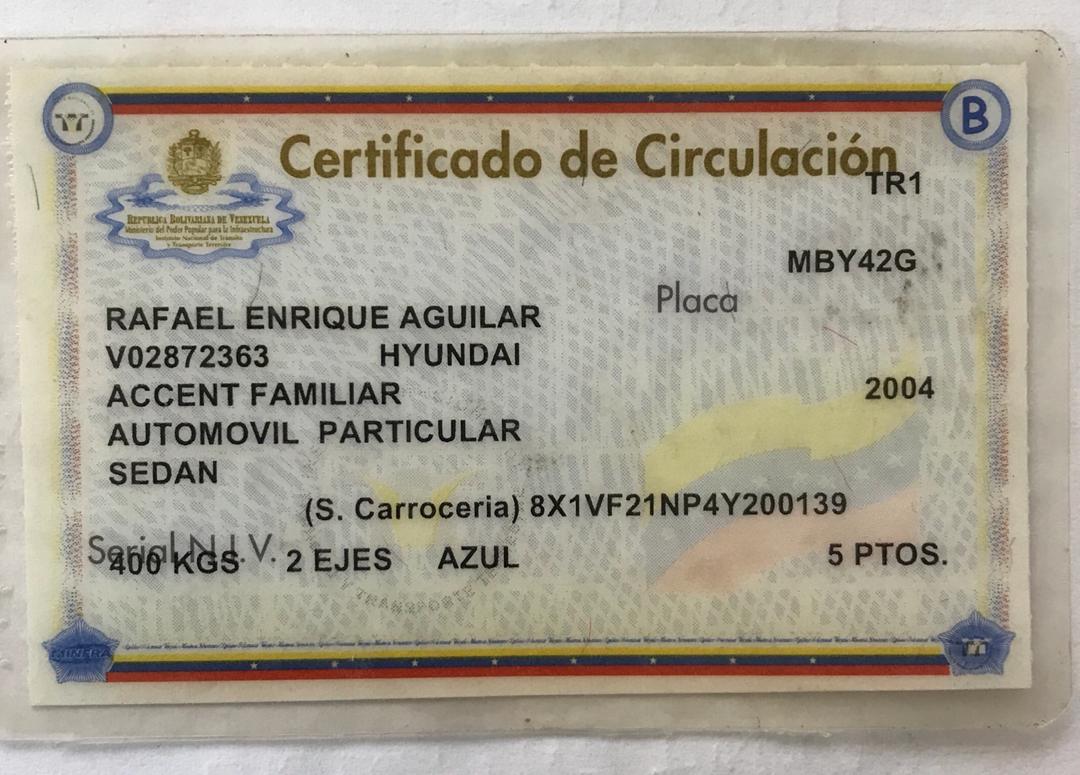 Certificado de Circulación
TR1
B
REPUBLICA BOLIVARIANA DE VENEZUELA
Ministerio del Poder Popular para la Infraestructura
Instituto Nacional de Tránsito
y Transporte Terrestre
MBY42G
Placa
RAFAEL ENRIQUE AGUILAR
V02872363 HYUNDAI
ACCENT FAMILIAR 2004
AUTOMOVIL PARTICULAR
SEDAN
(S. Carroceria) 8X1VF21NP4Y200139
Serial N.I.V.
400 KGS 2 EJES AZUL 5 PTOS.
TRANSPORTE
MINFRA